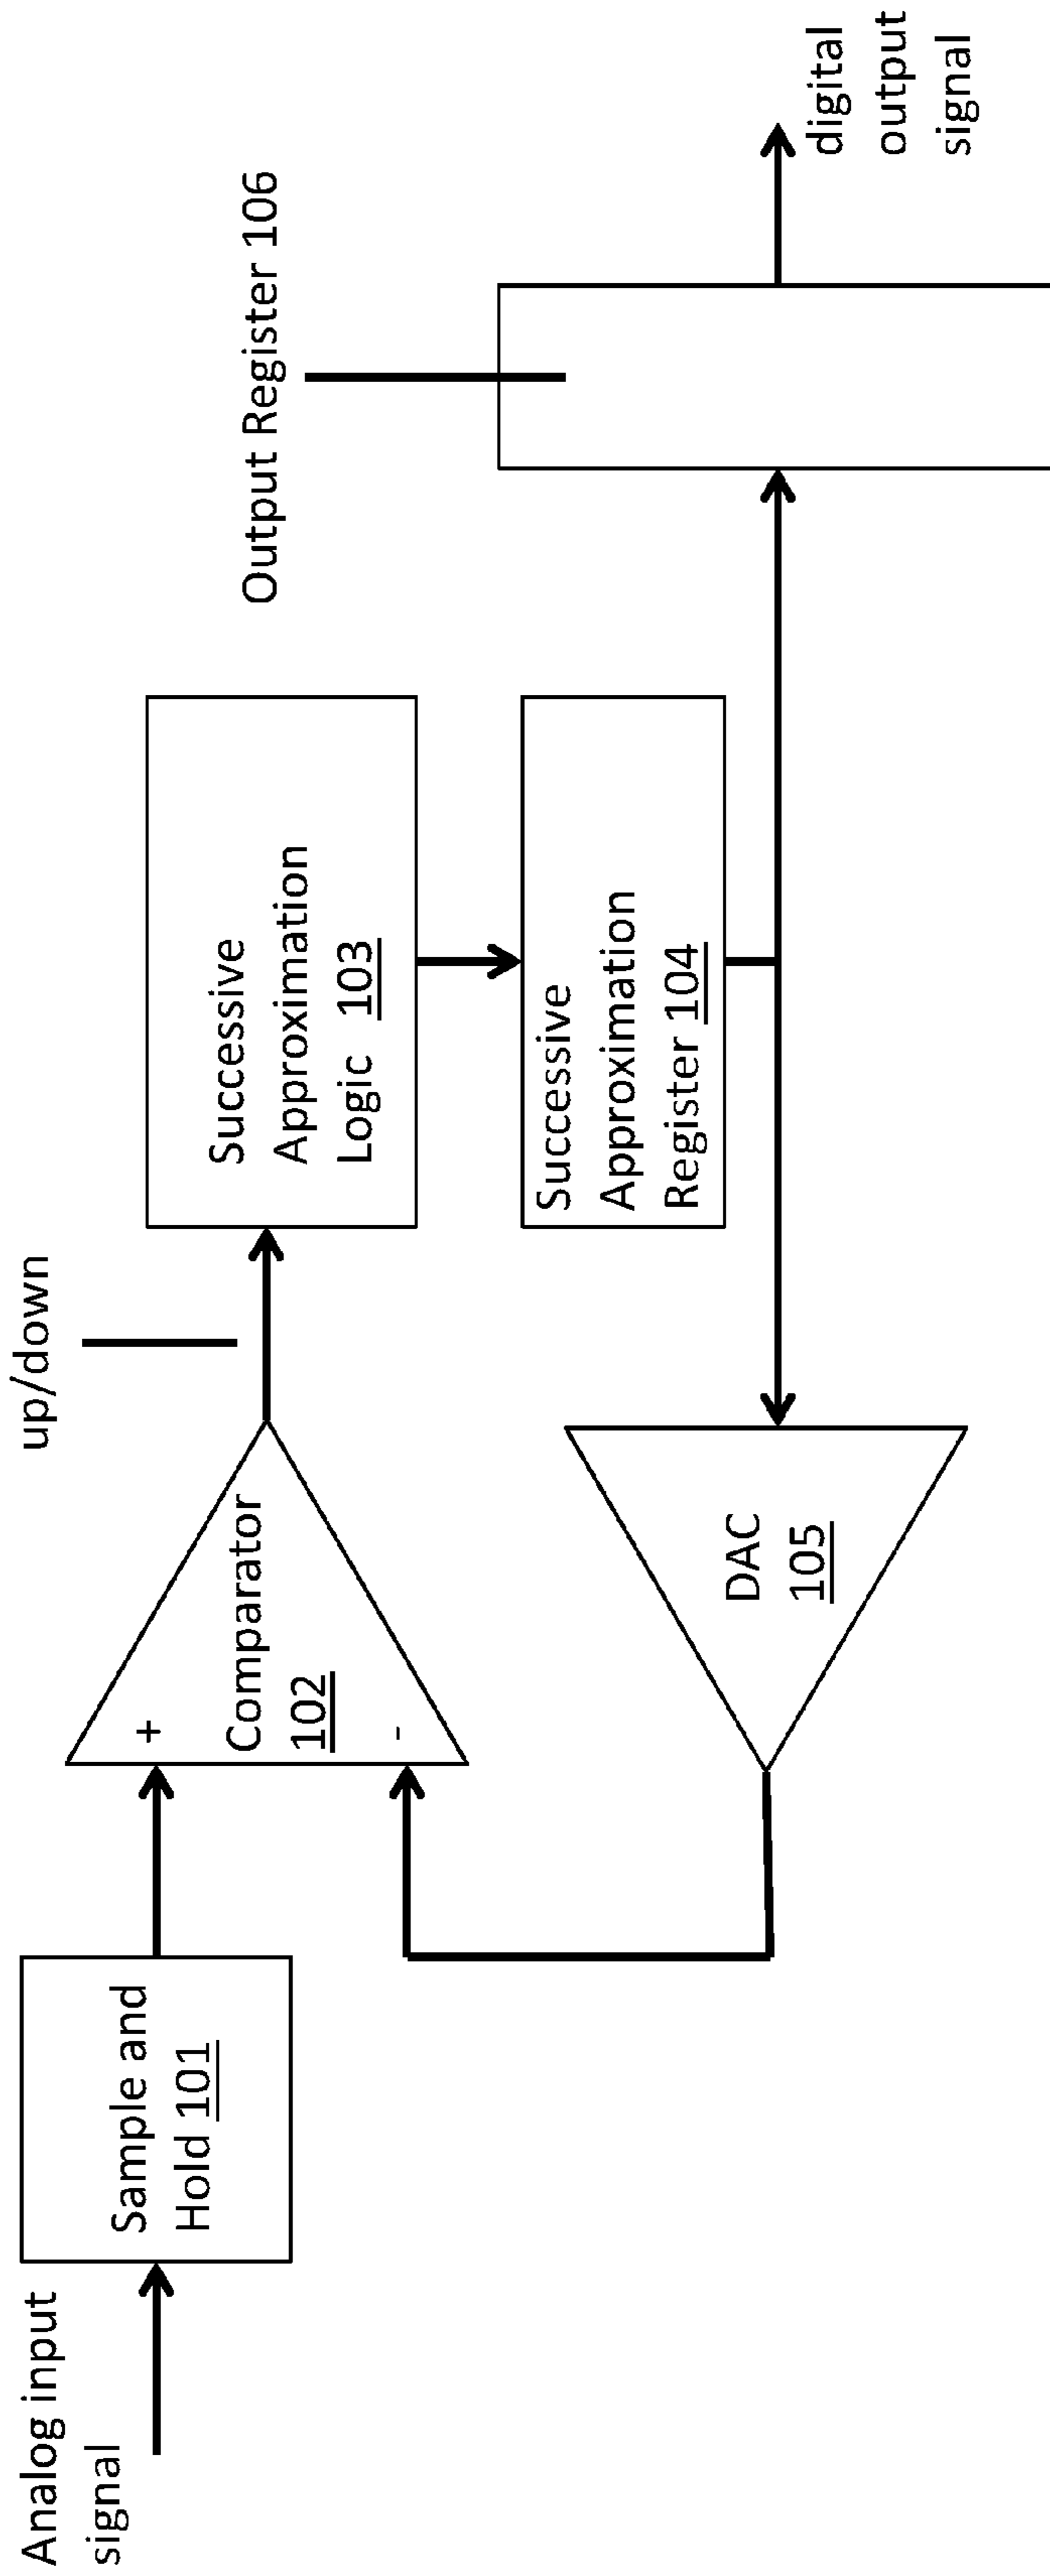 Analog input
signal
Sample and
Hold 101
+
-
Comparator
102
up/down
Successive
Approximation
Logic 103
Successive
Approximation
Register 104
DAC
105
Output Register 106
digital
output
signal